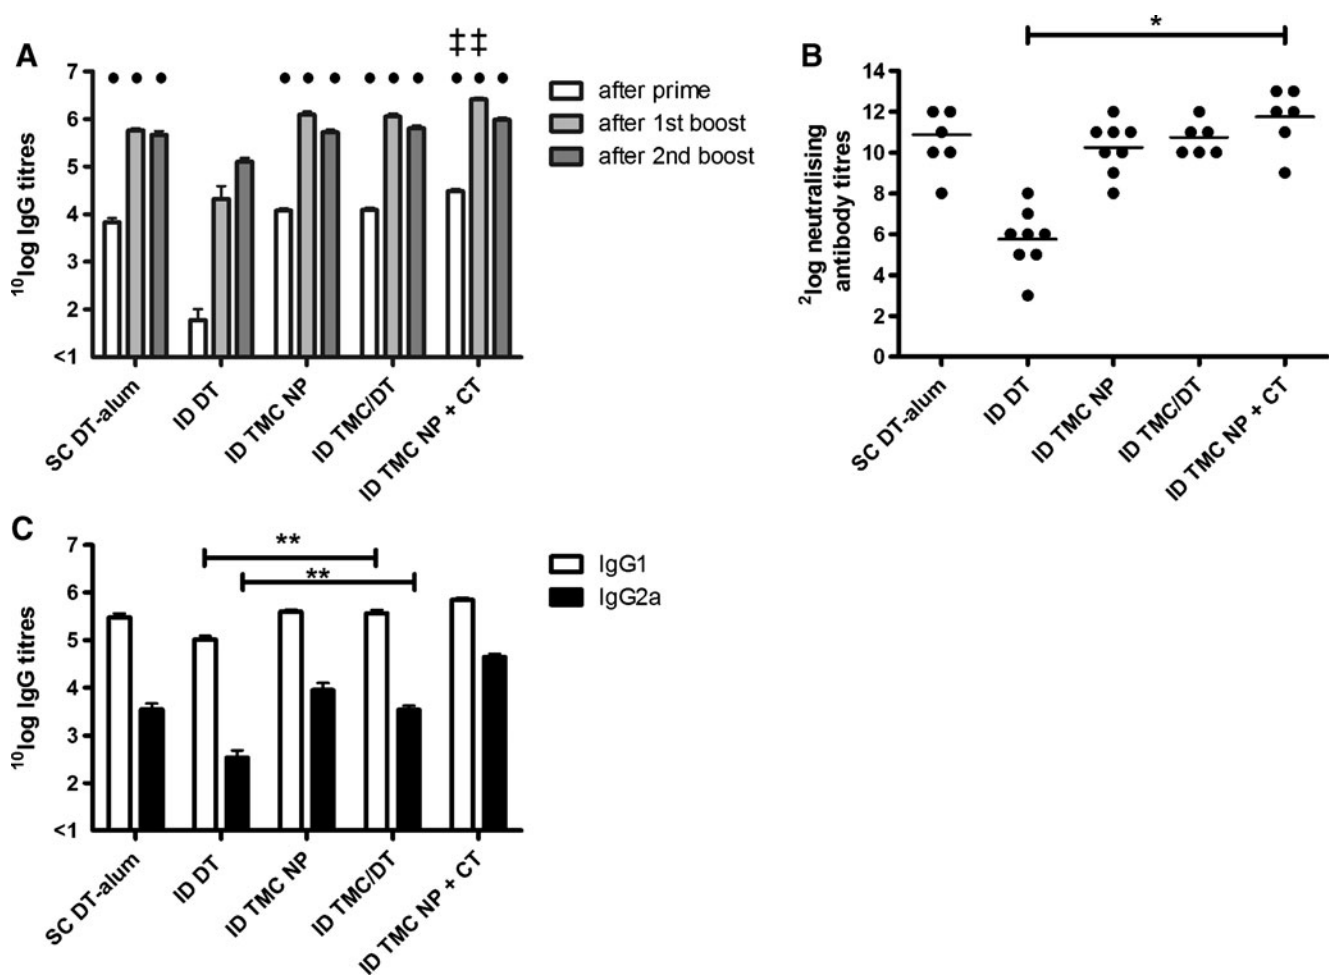 A
‡‡
7
6
5
4
3
2
<1
10log IgG titres
after prime
after 1st boost
after 2nd boost
SC DT-alum
ID DT
ID TMC NP
ID TMC/DT
ID TMC NP + CT
B
*
14
12
10
8
6
4
2
0
2log neutralising
antibody titres
SC DT-alum
ID DT
ID TMC NP
ID TMC/DT
ID TMC NP + CT
C
**
**
7
6
5
4
3
2
<1
10log IgG titres
IgG1
IgG2a
SC DT-alum
ID DT
ID TMC NP
ID TMC/DT
ID TMC NP + CT